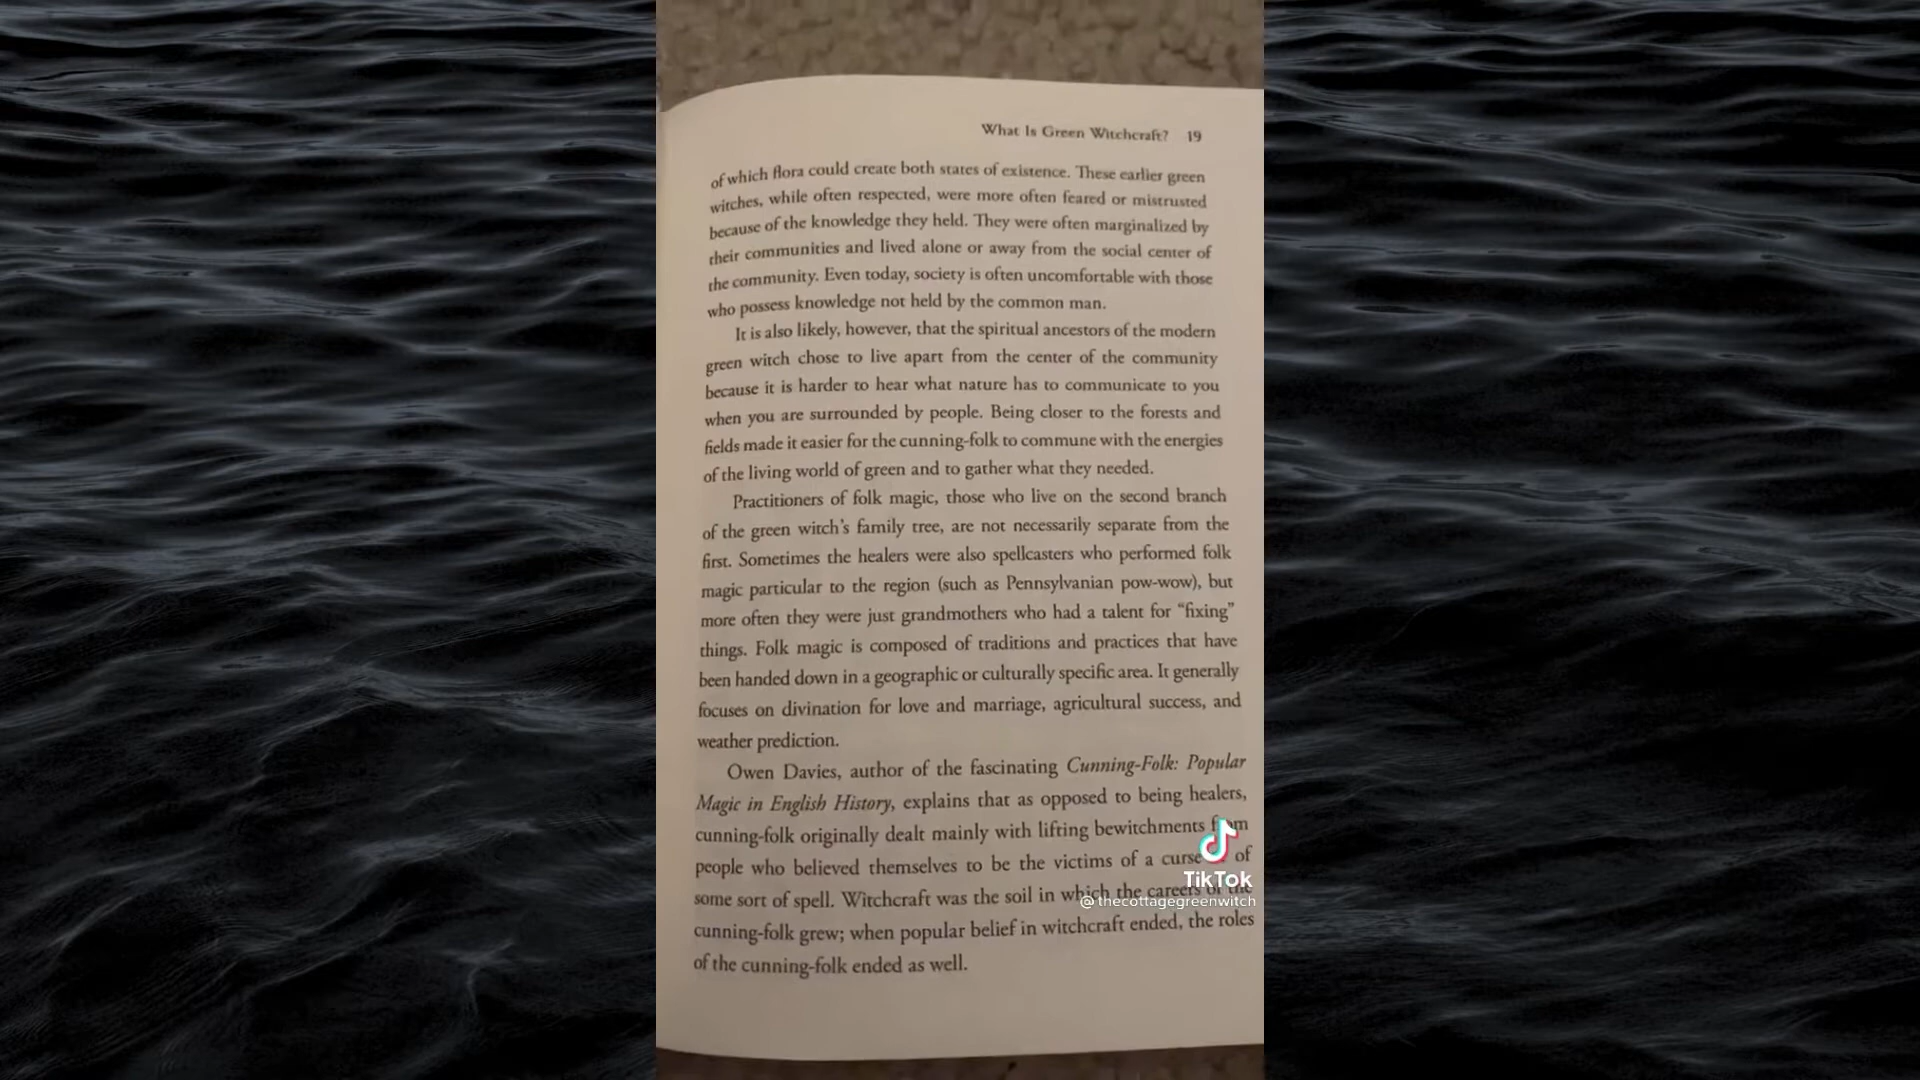 What Is Green Witchcraft? 19
of which flora could create both states of existence. These earlier green
witches, while often respected, were more often feared or mistrusted
because of the knowledge they held. They were often marginalized by
their communities and lived alone or away from the social center of
the community. Even today, society is often uncomfortable with those
who possess knowledge not held by the common man.
It is also likely, however, that the spiritual ancestors of the modern
green witch chose to live apart from the center of the community
because it is harder to hear what nature has to communicate to you
when you are surrounded by people. Being closer to the forests and
fields made it easier for the cunning-folk to commune with the energies
of the living world of green and to gather what they needed.
Practitioners of folk magic, those who live on the second branch
of the green witch's family tree, are not necessarily separate from the
first. Sometimes the healers were also spellcasters who performed folk
magic particular to the region (such as Pennsylvanian pow-wow), but
more often they were just grandmothers who had a talent for “fixing”
things. Folk magic is composed of traditions and practices that have
been handed down in a geographic or culturally specific area. It generally
focuses on divination for love and marriage, agricultural success, and
weather prediction.
Owen Davies, author of the fascinating Cunning-Folk: Popular
Magic in English History, explains that as opposed to being healers,
cunning-folk originally dealt mainly with lifting bewitchments from
people who believed themselves to be the victims of a curse of
some sort of spell. Witchcraft was the soil in which the careers of the
cunning-folk grew; when popular belief in witchcraft ended, the roles
of the cunning-folk ended as well.
TikTok
@thecottagegreenwitch